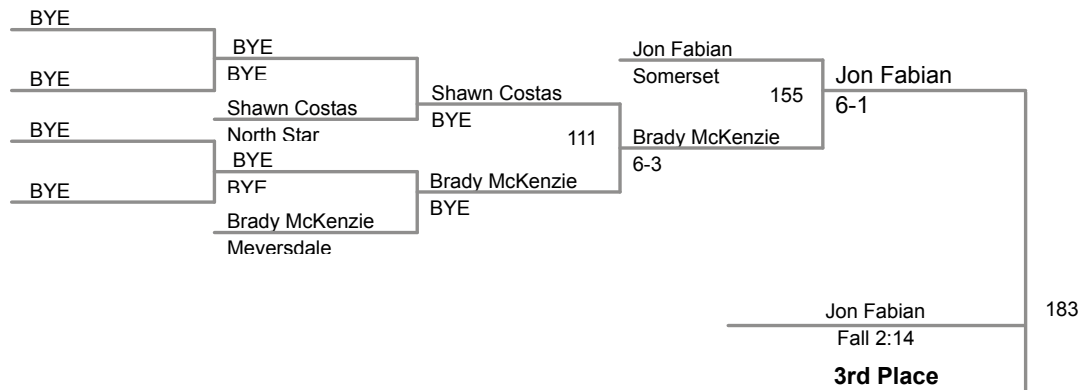 BYE
BYE
BYE
BYE
BYE
BYE
Shawn Costas
North Star
BYE
BYE
Brady McKenzie
Meyersdale
Shawn Costas
BYE
111
Brady McKenzie
BYE
Jon Fabian
Somerset
155
Brady McKenzie
6-3
Jon Fabian
6-1
Jon Fabian
Fall 2:14
3rd Place
183